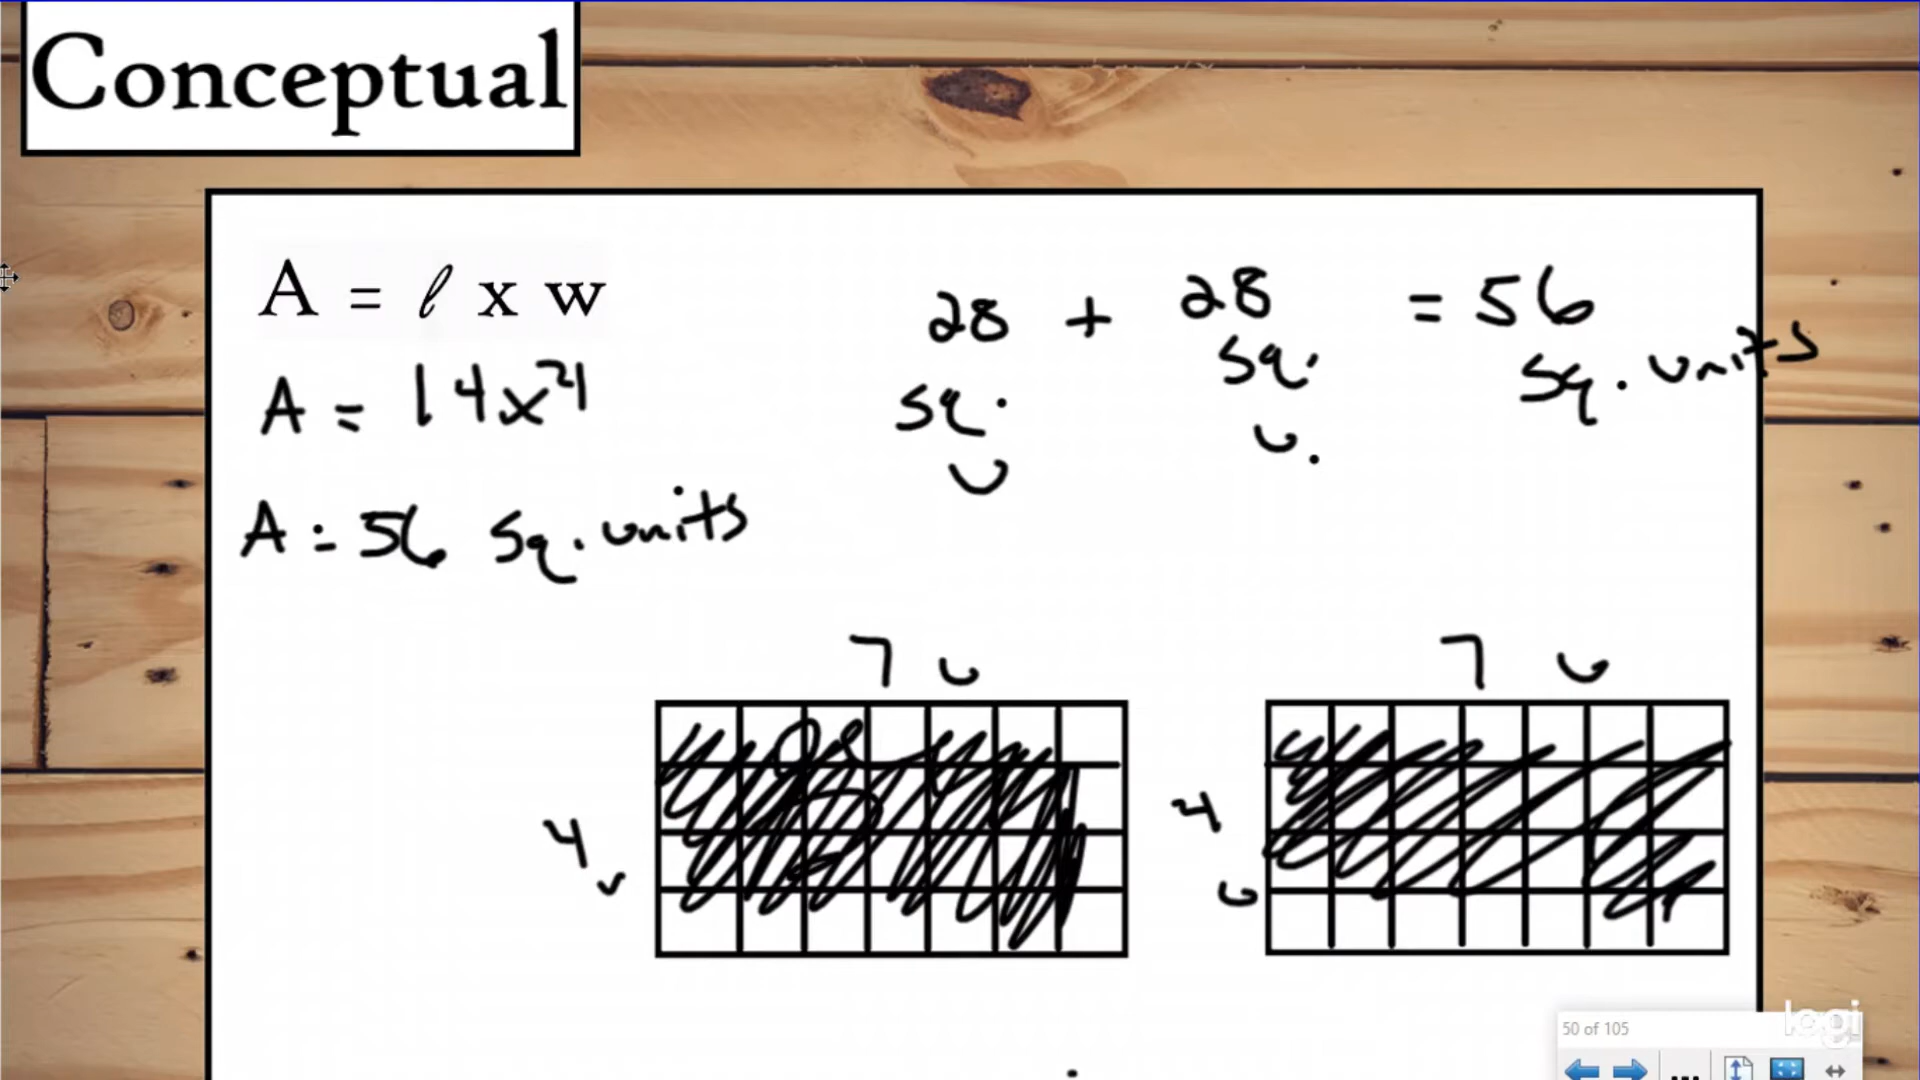 Conceptual
A = ℓ x w
A = 14x4
A = 56 sq. units
28 + 28 = 56
sq. sq. sq. units
u u.
7 u 7 u
4 4
u u
logi
50 of 105